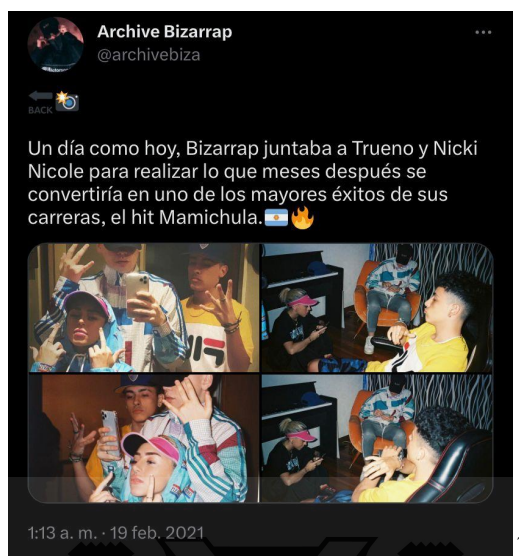 Archive Bizarrap
@archivebiza
BACK
Un día como hoy, Bizarrap juntaba a Trueno y Nicki
Nicole para realizar lo que meses después se
convertiría en uno de los mayores éxitos de sus
carreras, el hit Mamichula.
FILA
1:13 a. m. · 19 feb. 2021